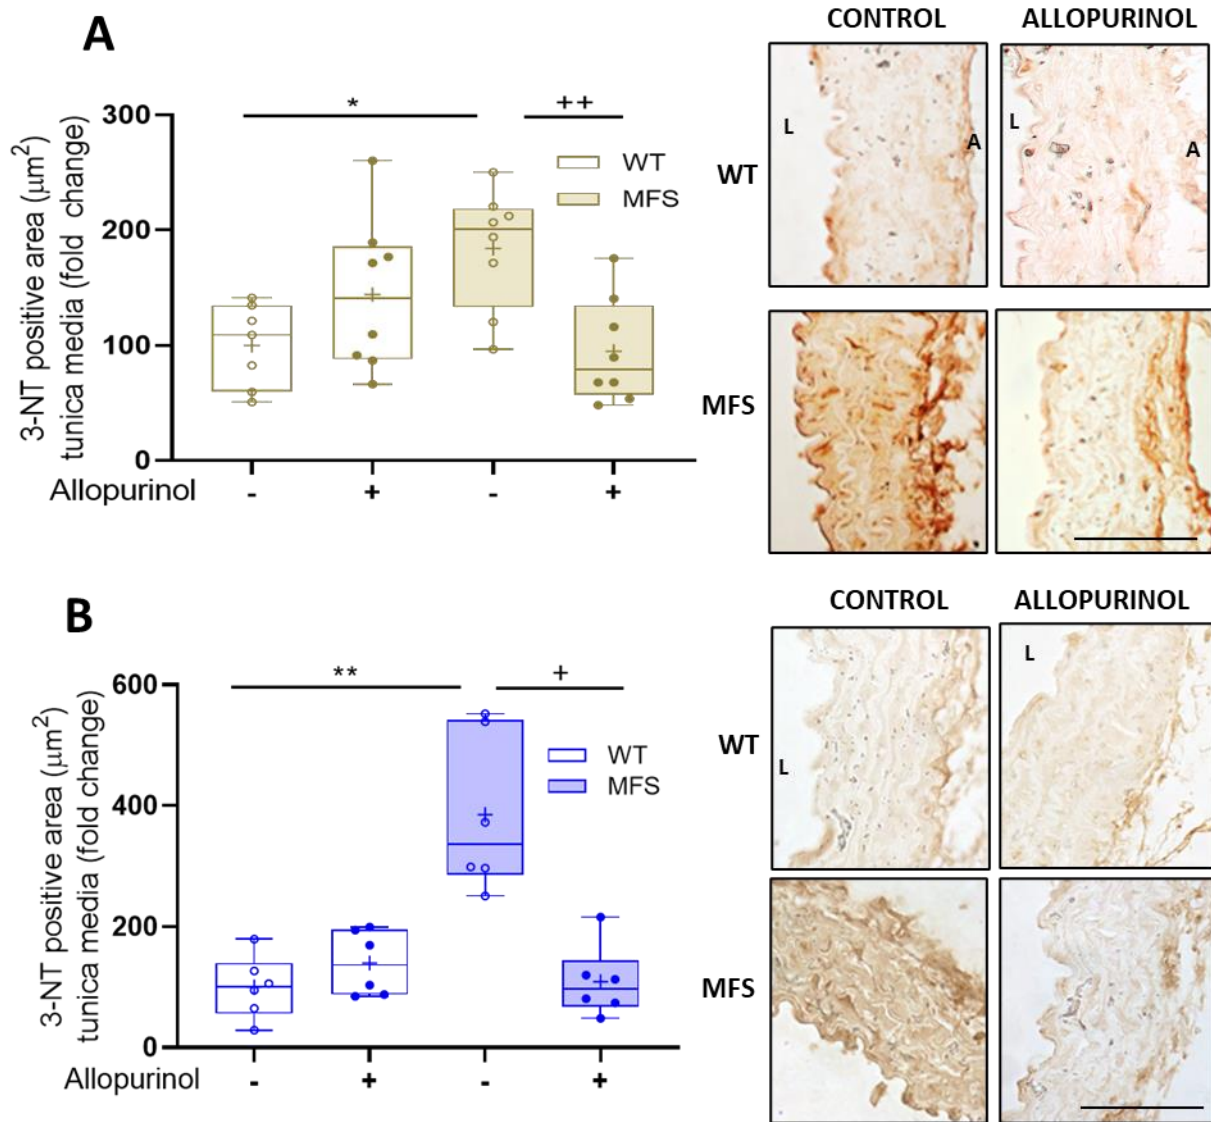 A
CONTROL ALLOPURINOL
3-NT positive area (μm²)
tunica media (fold change)
300
200
100
0
* ++
WT
MFS
Allopurinol - + - +
WT
L A L A
MFS
B
CONTROL ALLOPURINOL
3-NT positive area (μm²)
tunica media (fold change)
600
400
200
0
** +
WT
MFS
Allopurinol - + - +
WT
L L
MFS